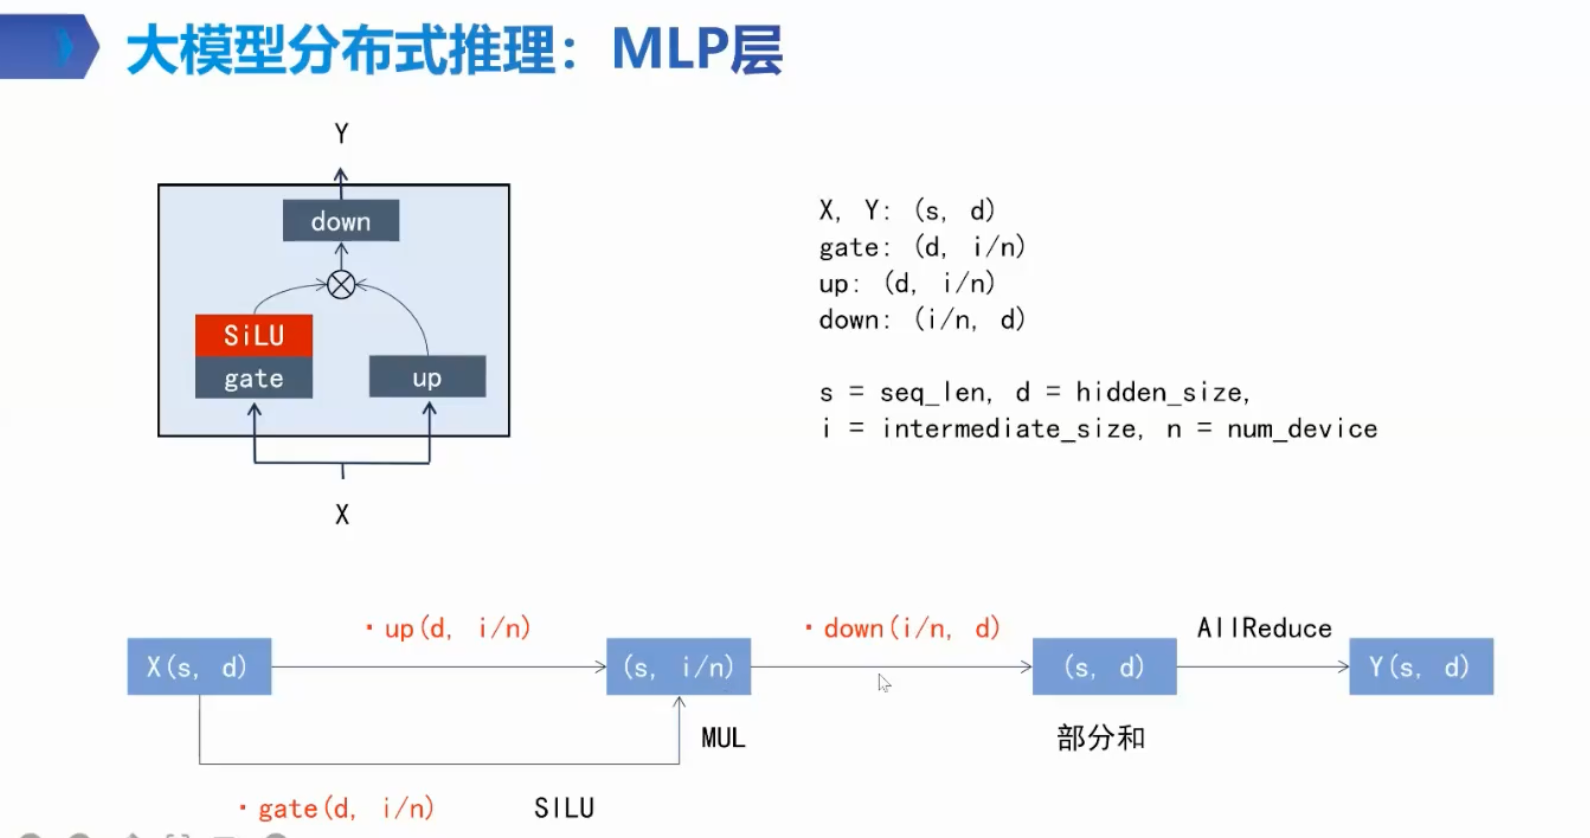 大模型分布式推理：MLP层
Y
down
SiLU
gate
up
X
X, Y: (s, d)
gate: (d, i/n)
up: (d, i/n)
down: (i/n, d)
s = seq_len, d = hidden_size,
i = intermediate_size, n = num_device
· up(d, i/n)
· down(i/n, d)
AllReduce
X(s, d)
(s, i/n)
(s, d)
Y(s, d)
MUL
部分和
· gate(d, i/n)
SILU